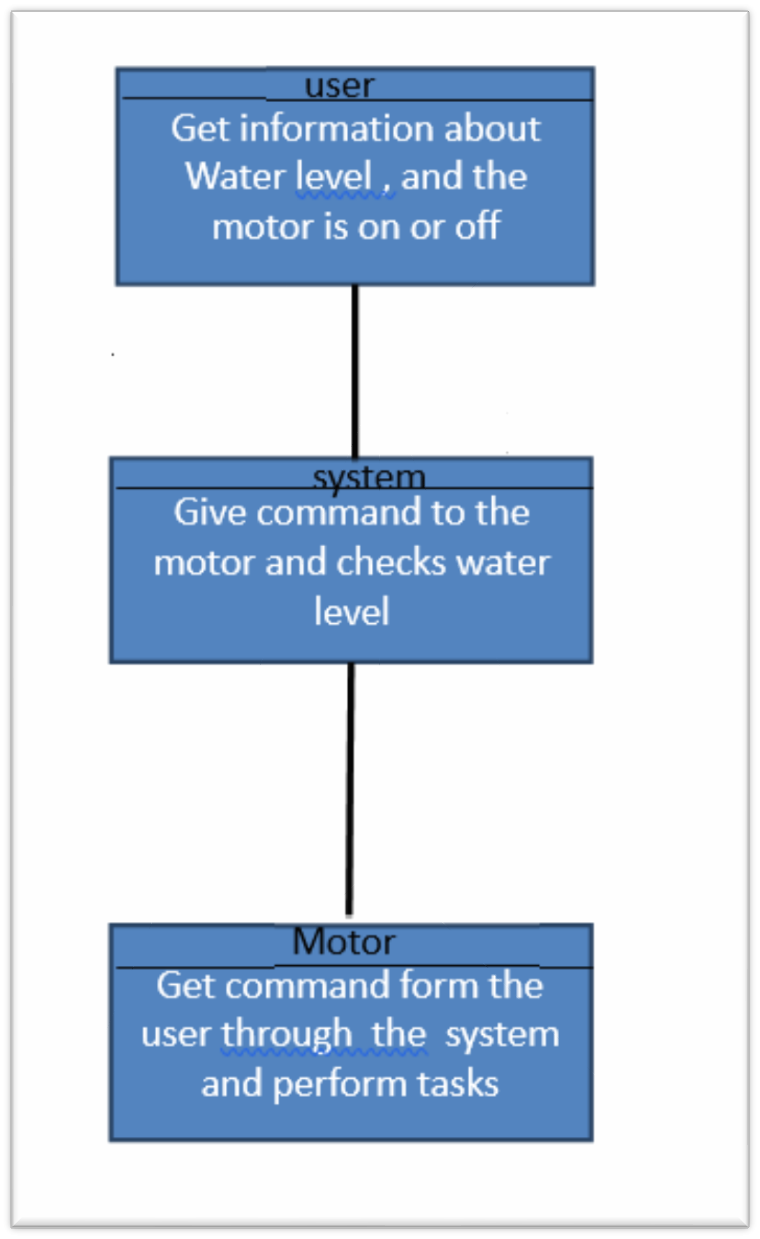 user
Get information about
Water level , and the
motor is on or off
system
Give command to the
motor and checks water
level
Motor
Get command form the
user through the system
and perform tasks